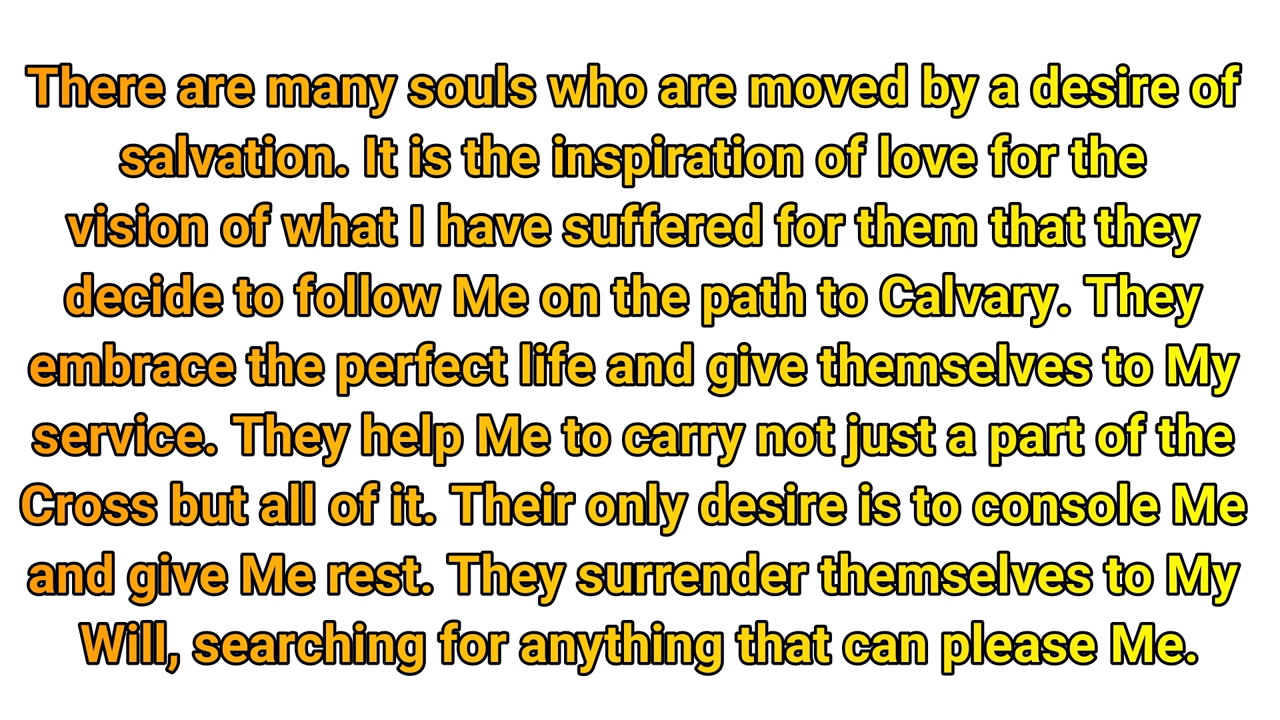 There are many souls who are moved by a desire of
salvation. It is the inspiration of love for the
vision of what I have suffered for them that they
decide to follow Me on the path to Calvary. They
embrace the perfect life and give themselves to My
service. They help Me to carry not just a part of the
Cross but all of it. Their only desire is to console Me
and give Me rest. They surrender themselves to My
Will, searching for anything that can please Me.